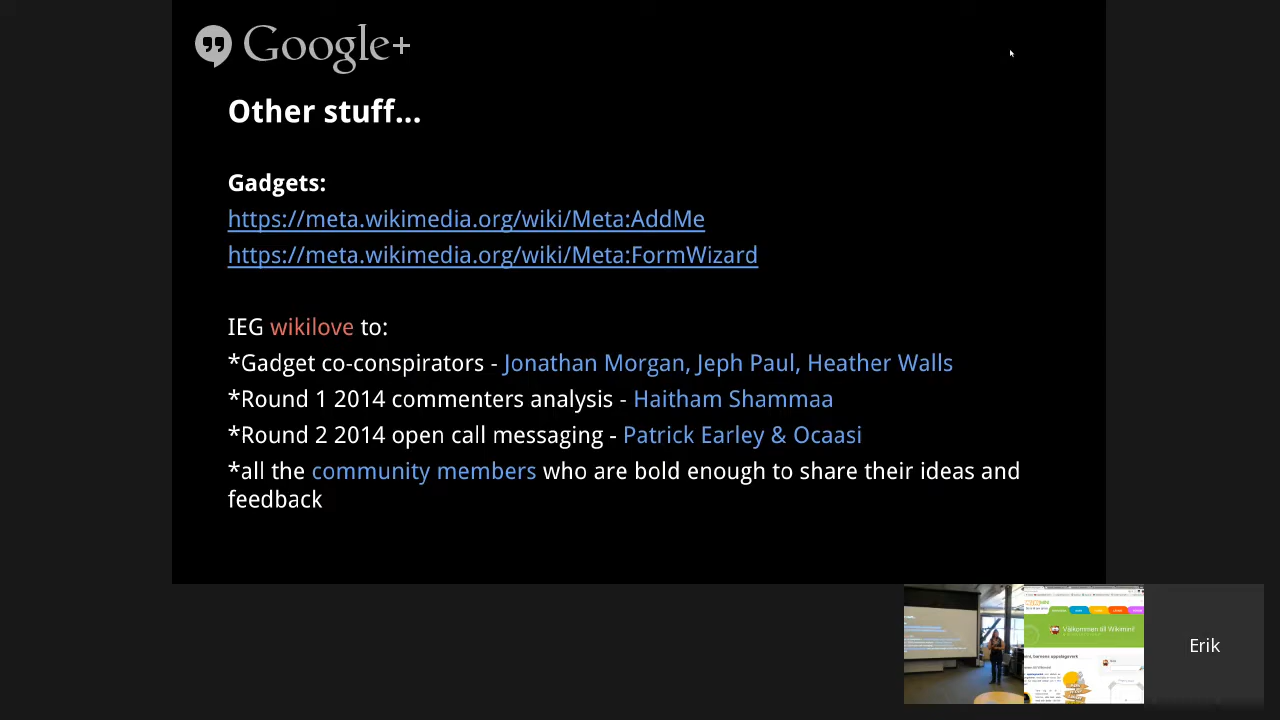 Google+
Other stuff...
Gadgets:
https://meta.wikimedia.org/wiki/Meta:AddMe
https://meta.wikimedia.org/wiki/Meta:FormWizard
IEG wikilove to:
*Gadget co-conspirators - Jonathan Morgan, Jeph Paul, Heather Walls
*Round 1 2014 commenters analysis - Haitham Shammaa
*Round 2 2014 open call messaging - Patrick Earley & Ocaasi
*all the community members who are bold enough to share their ideas and
feedback
Välkommen till Wikimini!
Erik